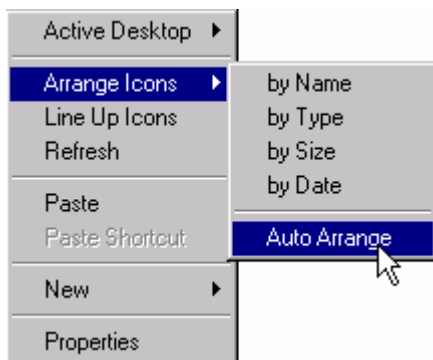 Active Desktop
Arrange Icons
Line Up Icons
Refresh
Paste
Paste Shortcut
New
Properties
by Name
by Type
by Size
by Date
Auto Arrange